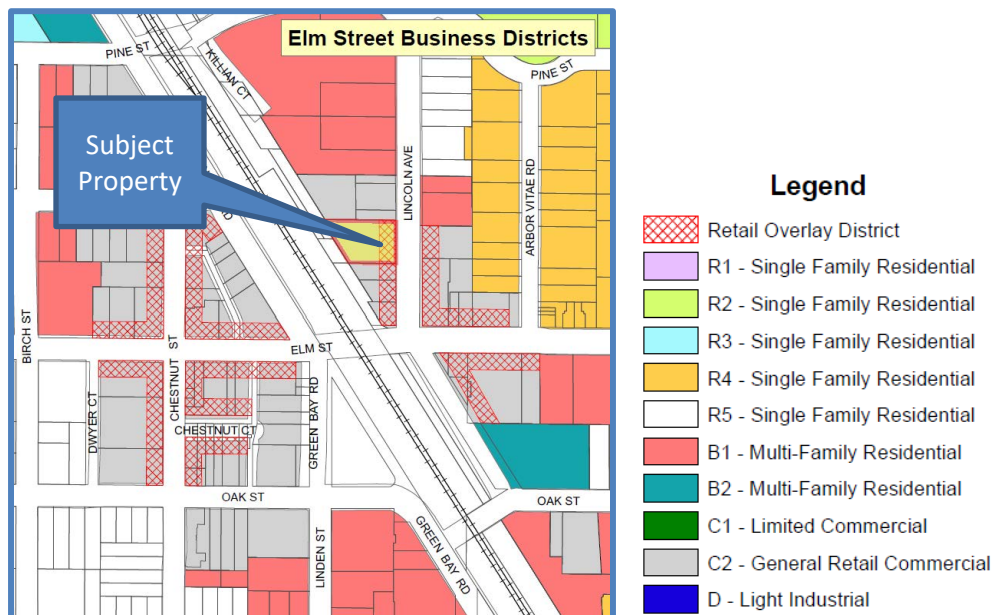 Elm Street Business Districts
PINE ST
KILLIAN CT
PINE ST
Subject
Property
LINCOLN AVE
ARBOR VITAE RD
D
BIRCH ST
CHESTNUT ST
ELM ST
DWYER CT
CHESTNUT CT
GREEN BAY RD
OAK ST
OAK ST
LINDEN ST
GREEN BAY RD
Legend
Retail Overlay District
R1 - Single Family Residential
R2 - Single Family Residential
R3 - Single Family Residential
R4 - Single Family Residential
R5 - Single Family Residential
B1 - Multi-Family Residential
B2 - Multi-Family Residential
C1 - Limited Commercial
C2 - General Retail Commercial
D - Light Industrial